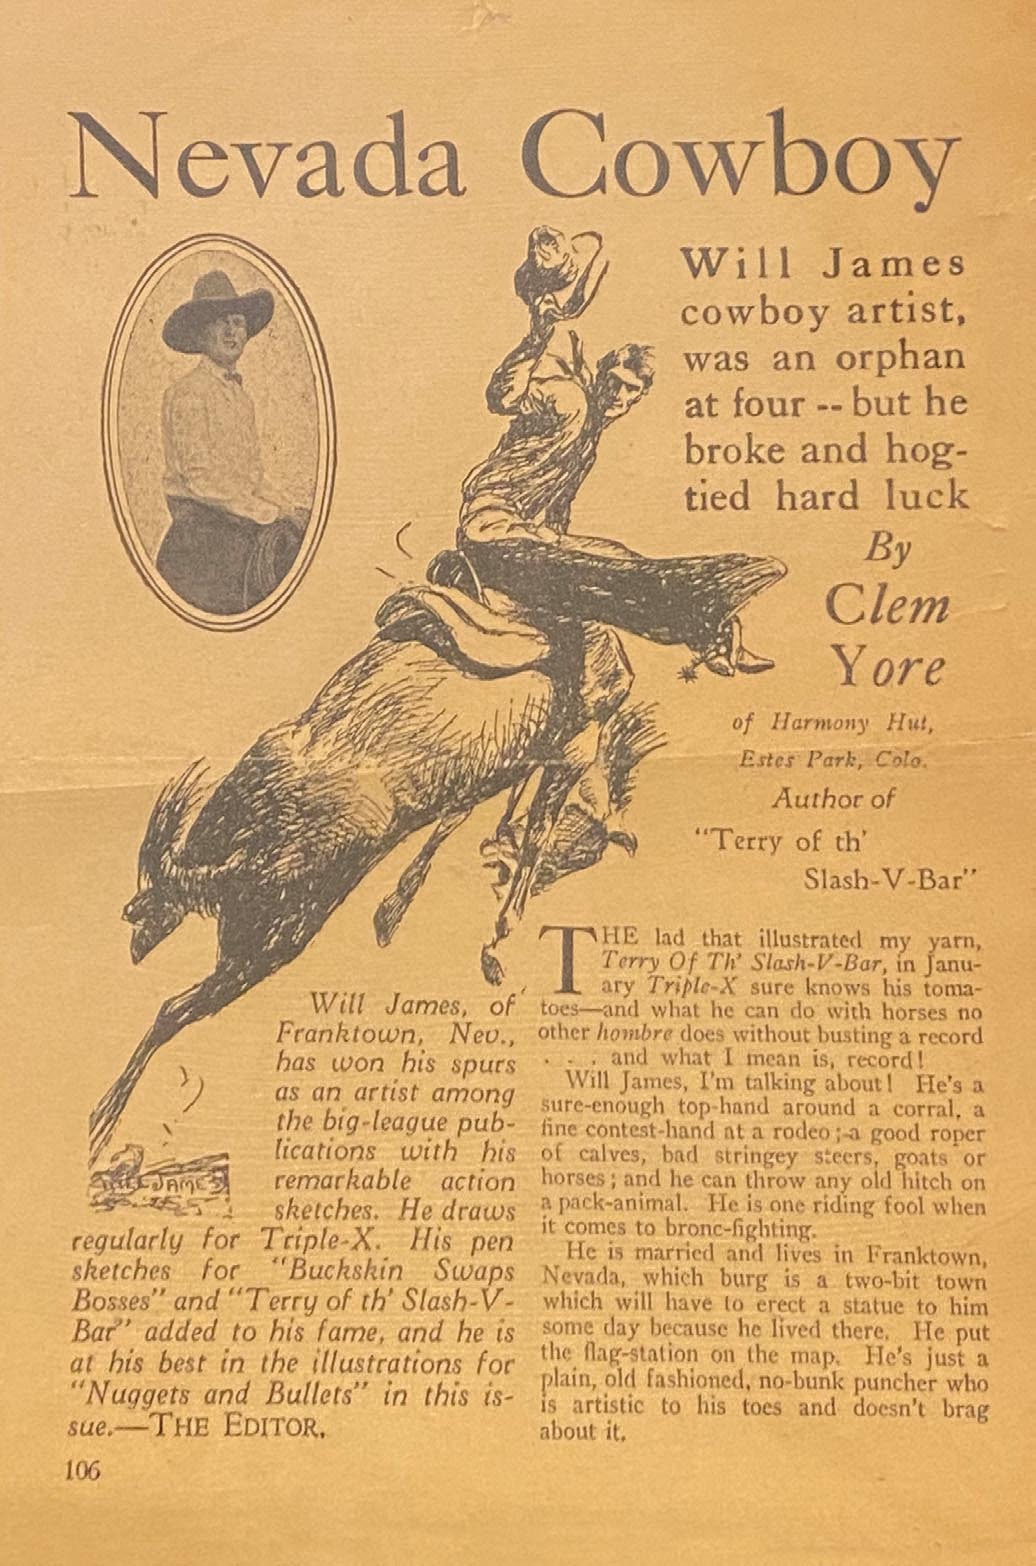 Nevada Cowboy
Will James
cowboy artist,
was an orphan
at four -- but he
broke and hog-
tied hard luck
By
Clem
Yore
of Harmony Hut,
Estes Park, Colo.
Author of
"Terry of th'
Slash-V-Bar"
WILL JAMES
Will James, of
Franktown, Nev.,
has won his spurs
as an artist among
the big-league pub-
lications with his
remarkable action
sketches. He draws
regularly for Triple-X. His pen
sketches for "Buckskin Swaps
Bosses" and "Terry of th' Slash-V-
Bar" added to his fame, and he is
at his best in the illustrations for
"Nuggets and Bullets" in this is-
sue.—THE EDITOR.
THE lad that illustrated my yarn,
Terry Of Th' Slash-V-Bar, in Janu-
ary Triple-X sure knows his toma-
toes—and what he can do with horses no
other hombre does without busting a record
. . . and what I mean is, record!
Will James, I'm talking about! He's a
sure-enough top-hand around a corral, a
fine contest-hand at a rodeo; a good roper
of calves, bad stringey steers, goats or
horses; and he can throw any old hitch on
a pack-animal. He is one riding fool when
it comes to bronc-fighting.
He is married and lives in Franktown,
Nevada, which burg is a two-bit town
which will have to erect a statue to him
some day because he lived there. He put
the flag-station on the map. He's just a
plain, old fashioned, no-bunk puncher who
is artistic to his toes and doesn't brag
about it.
106